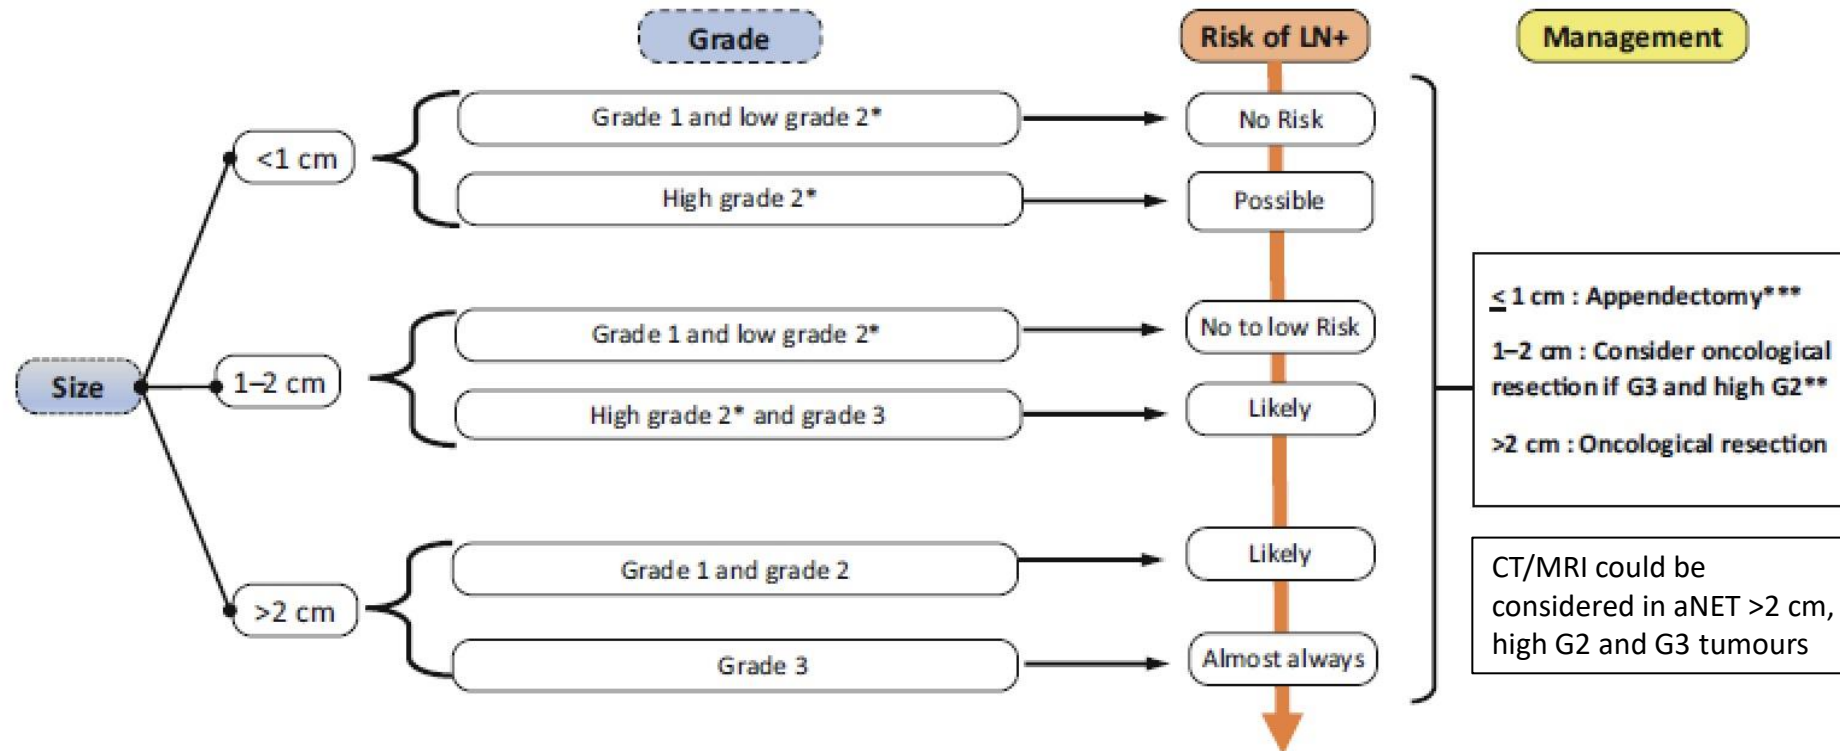 Grade
Risk of LN+
Management
Grade 1 and low grade 2*
No Risk
<1 cm
High grade 2*
Possible
Grade 1 and low grade 2*
No to low Risk
Size
1–2 cm
High grade 2* and grade 3
Likely
Grade 1 and grade 2
Likely
>2 cm
Grade 3
Almost always
< 1 cm : Appendectomy***
1–2 cm : Consider oncological
resection if G3 and high G2**
>2 cm : Oncological resection
CT/MRI could be
considered in aNET >2 cm,
high G2 and G3 tumours